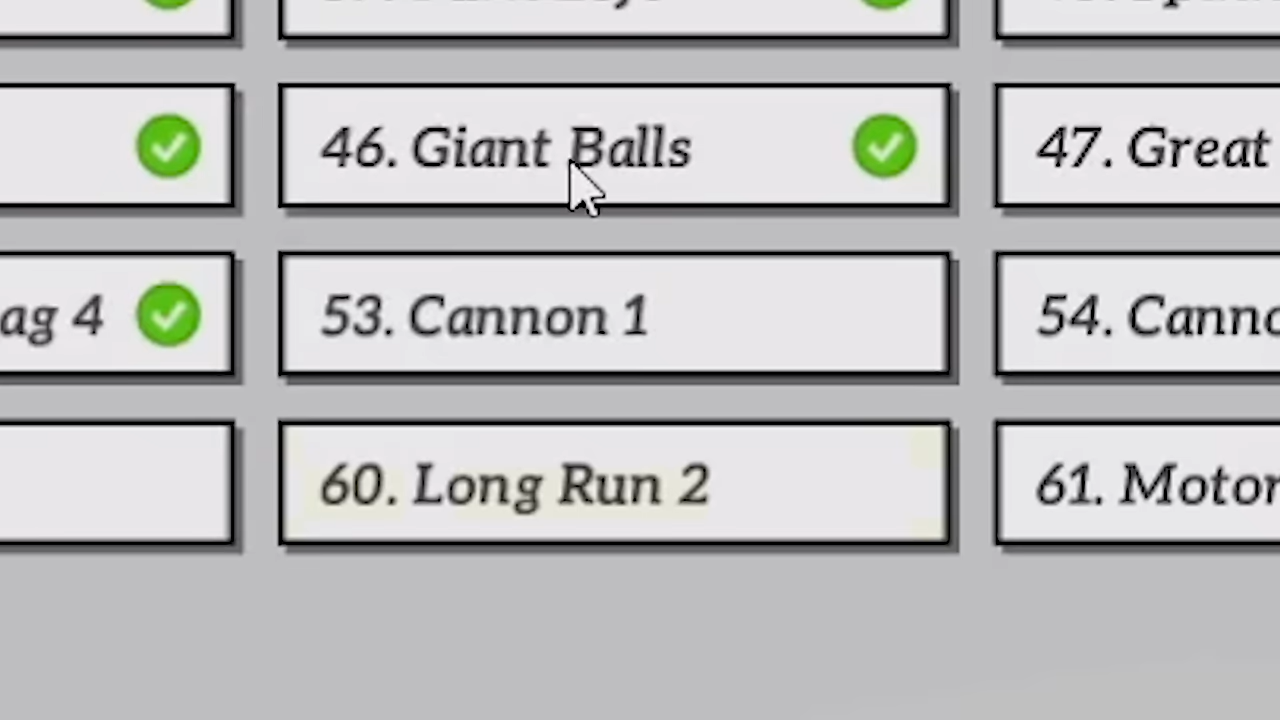 46. Giant Balls
47. Great
ag 4
53. Cannon 1
54. Canno
60. Long Run 2
61. Motor